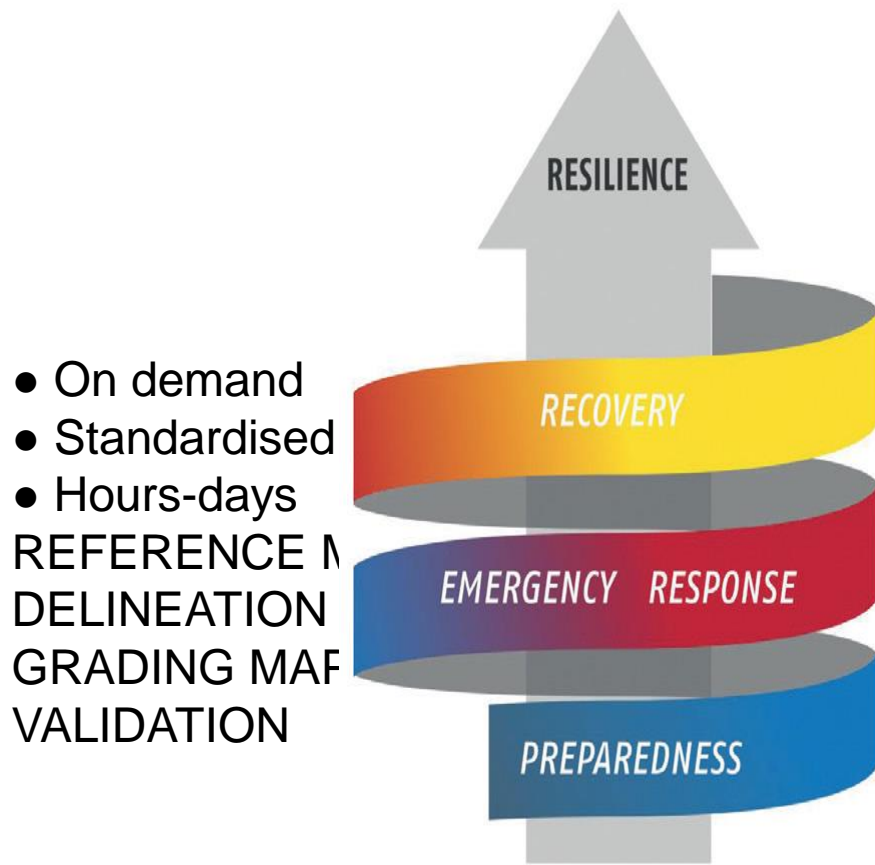 RESILIENCE
● On demand
● Standardised
● Hours-days
REFERENCE
DELINEATION
GRADING
VALIDATION
RECOVERY
EMERGENCY RESPONSE
PREPAREDNESS